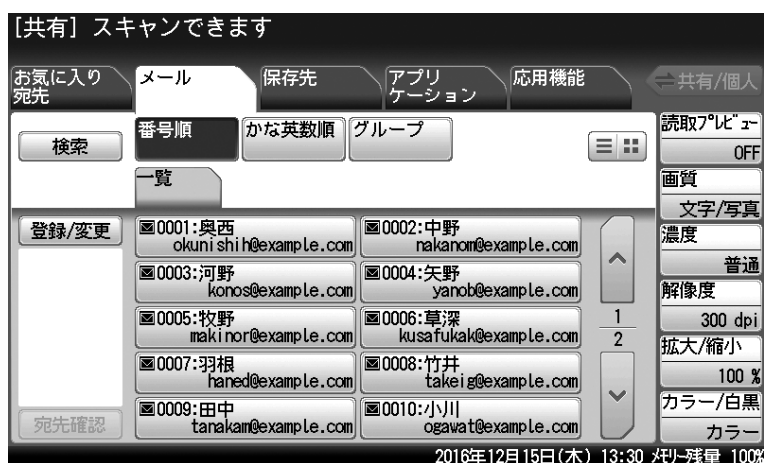 [共有] スキャンできます
お気に入り
宛先
メール
保存先
アプリ
ケーション
応用機能
共有/個人
検索
番号順
かな英数順
グループ
一覧
登録/変更
0001:奥西
okunishih@example.com
0002:中野
nakanom@example.com
0003:河野
konos@example.com
0004:矢野
yanob@example.com
0005:牧野
makinor@example.com
0006:草深
kusafukak@example.com
0007:羽根
haned@example.com
0008:竹井
takeig@example.com
0009:田中
tanakam@example.com
0010:小川
ogawat@example.com
1
2
宛先確認
読取プレビュー
OFF
画質
文字/写真
濃度
普通
解像度
300 dpi
拡大/縮小
100 %
カラー/白黒
カラー
2016年12月15日(木) 13:30 メモリー残量 100%